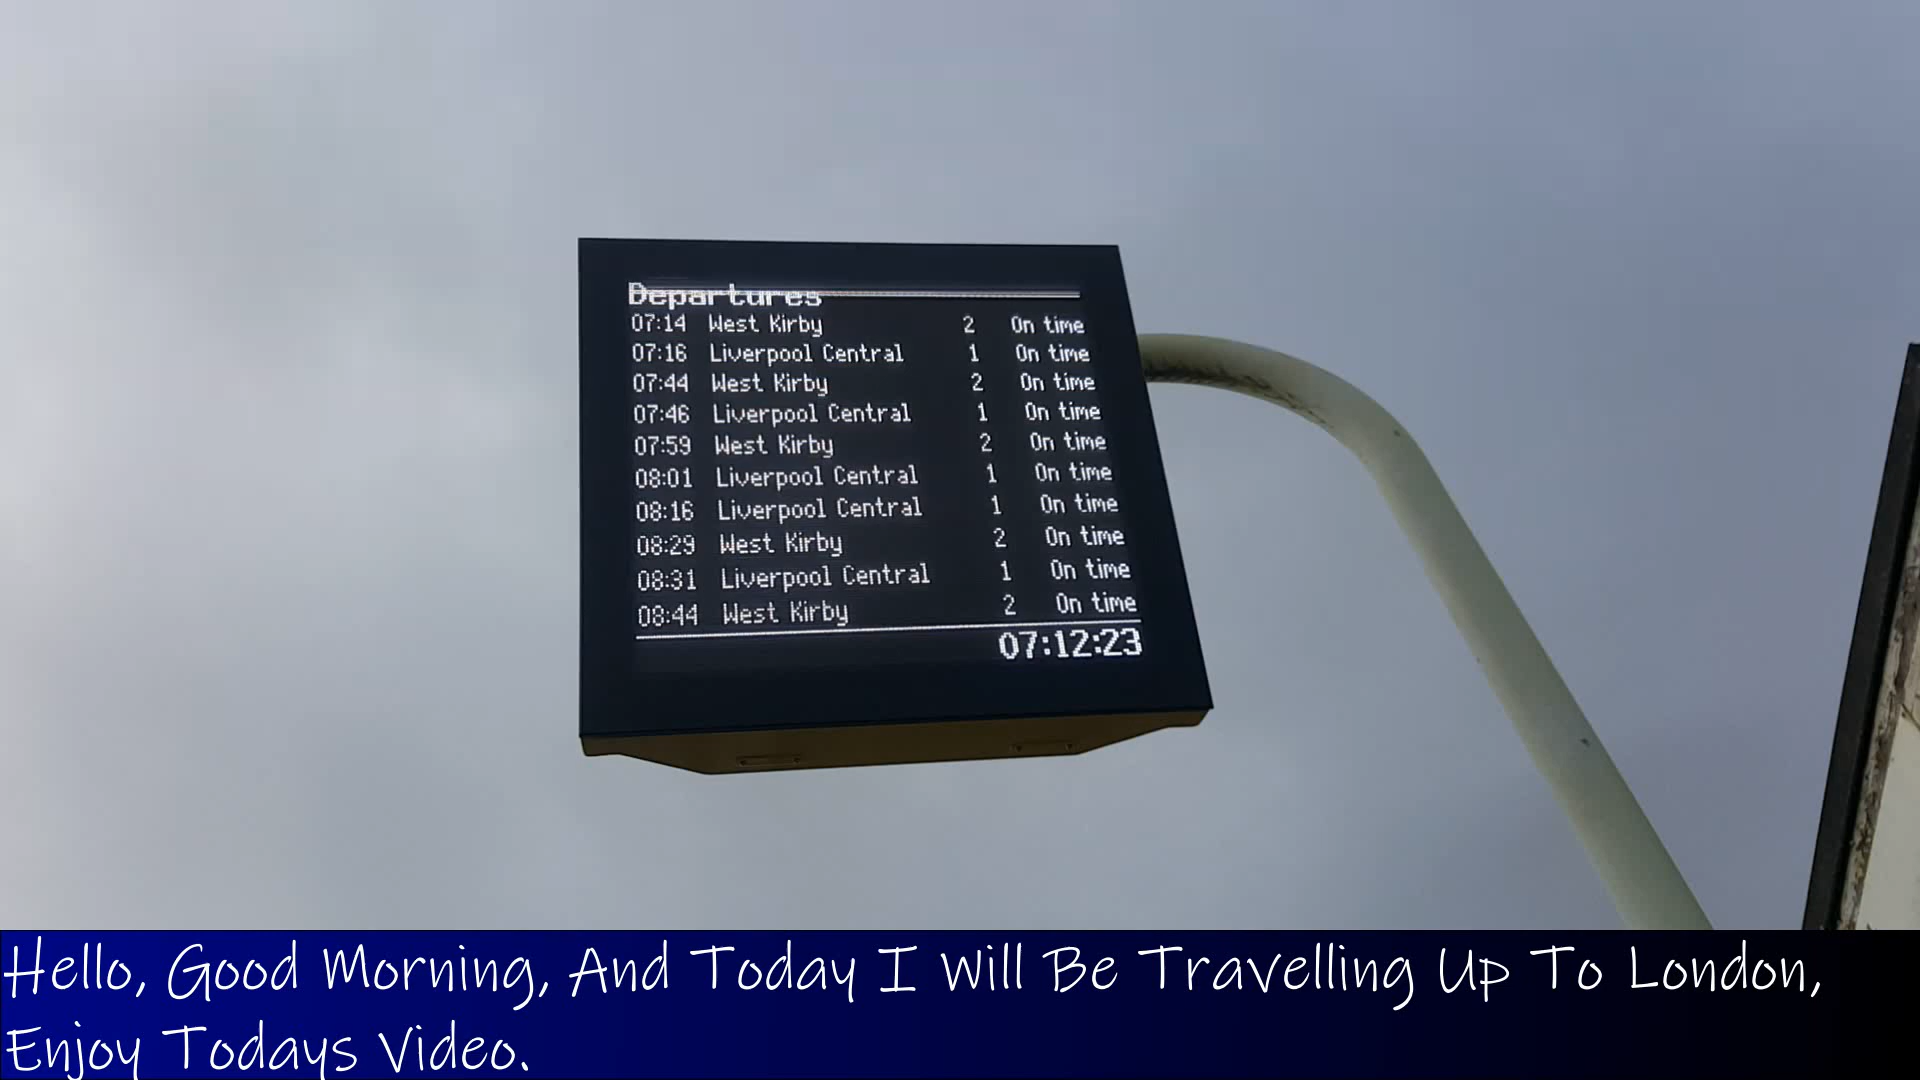 Departures
07:14 West Kirby 2 On time
07:16 Liverpool Central 1 On time
07:44 West Kirby 2 On time
07:46 Liverpool Central 1 On time
07:59 West Kirby 2 On time
08:01 Liverpool Central 1 On time
08:16 Liverpool Central 1 On time
08:29 West Kirby 2 On time
08:31 Liverpool Central 1 On time
08:44 West Kirby 2 On time
07:12:23
Hello, Good Morning, And Today I Will Be Travelling Up To London,
Enjoy Todays Video.